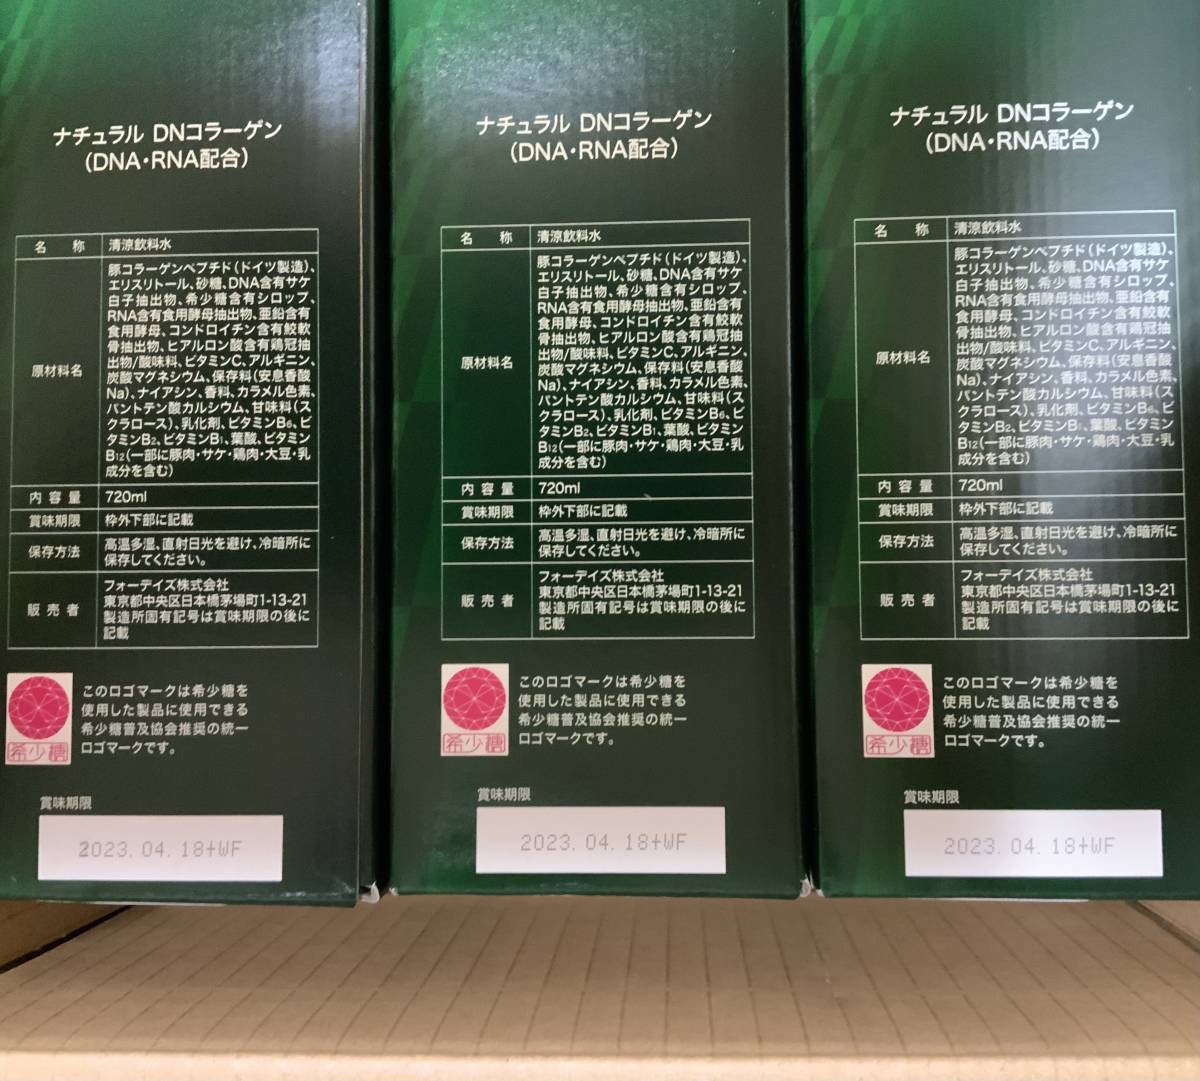 ナチュラル DNコラーゲン
(DNA・RNA配合)
名 称 清涼飲料水
原材料名 豚コラーゲンペプチド(ドイツ製造)、
エリスリトール、砂糖、DNA含有サケ
白子抽出物、希少糖含有シロップ、
RNA含有食用酵母抽出物、亜鉛含有
食用酵母、コンドロイチン含有鮫軟
骨抽出物、ヒアルロン酸含有鶏冠抽
出物/酸味料、ビタミンC、アルギニン、
炭酸マグネシウム、保存料(安息香酸
Na)、ナイアシン、香料、カラメル色素、
パントテン酸カルシウム、甘味料(ス
クラロース)、乳化剤、ビタミンB6、ビ
タミンB2、ビタミンB1、葉酸、ビタミン
B12(一部に豚肉・サケ・鶏肉・大豆・乳
成分を含む)
内 容 量 720ml
賞味期限 枠外下部に記載
保存方法 高温多湿、直射日光を避け、冷暗所に
保存してください。
販 売 者 フォーデイズ株式会社
東京都中央区日本橋茅場町1-13-21
製造所固有記号は賞味期限の後に
記載
希少糖
このロゴマークは希少糖を
使用した製品に使用できる
希少糖普及協会推奨の統一
ロゴマークです。
賞味期限
2023.04.18+WF
ナチュラル DNコラーゲン
(DNA・RNA配合)
名 称 清涼飲料水
原材料名 豚コラーゲンペプチド(ドイツ製造)、
エリスリトール、砂糖、DNA含有サケ
白子抽出物、希少糖含有シロップ、
RNA含有食用酵母抽出物、亜鉛含有
食用酵母、コンドロイチン含有鮫軟
骨抽出物、ヒアルロン酸含有鶏冠抽
出物/酸味料、ビタミンC、アルギニン、
炭酸マグネシウム、保存料(安息香酸
Na)、ナイアシン、香料、カラメル色素、
パントテン酸カルシウム、甘味料(ス
クラロース)、乳化剤、ビタミンB6、ビ
タミンB2、ビタミンB1、葉酸、ビタミン
B12(一部に豚肉・サケ・鶏肉・大豆・乳
成分を含む)
内 容 量 720ml
賞味期限 枠外下部に記載
保存方法 高温多湿、直射日光を避け、冷暗所に
保存してください。
販 売 者 フォーデイズ株式会社
東京都中央区日本橋茅場町1-13-21
製造所固有記号は賞味期限の後に
記載
希少糖
このロゴマークは希少糖を
使用した製品に使用できる
希少糖普及協会推奨の統一
ロゴマークです。
賞味期限
2023.04.18+WF
ナチュラル DNコラーゲン
(DNA・RNA配合)
名 称 清涼飲料水
原材料名 豚コラーゲンペプチド(ドイツ製造)、
エリスリトール、砂糖、DNA含有サケ
白子抽出物、希少糖含有シロップ、
RNA含有食用酵母抽出物、亜鉛含有
食用酵母、コンドロイチン含有鮫軟
骨抽出物、ヒアルロン酸含有鶏冠抽
出物/酸味料、ビタミンC、アルギニン、
炭酸マグネシウム、保存料(安息香酸
Na)、ナイアシン、香料、カラメル色素、
パントテン酸カルシウム、甘味料(ス
クラロース)、乳化剤、ビタミンB6、ビ
タミンB2、ビタミンB1、葉酸、ビタミン
B12(一部に豚肉・サケ・鶏肉・大豆・乳
成分を含む)
内 容 量 720ml
賞味期限 枠外下部に記載
保存方法 高温多湿、直射日光を避け、冷暗所に
保存してください。
販 売 者 フォーデイズ株式会社
東京都中央区日本橋茅場町1-13-21
製造所固有記号は賞味期限の後に
記載
希少糖
このロゴマークは希少糖を
使用した製品に使用できる
希少糖普及協会推奨の統一
ロゴマークです。
賞味期限
2023.04.18+WF